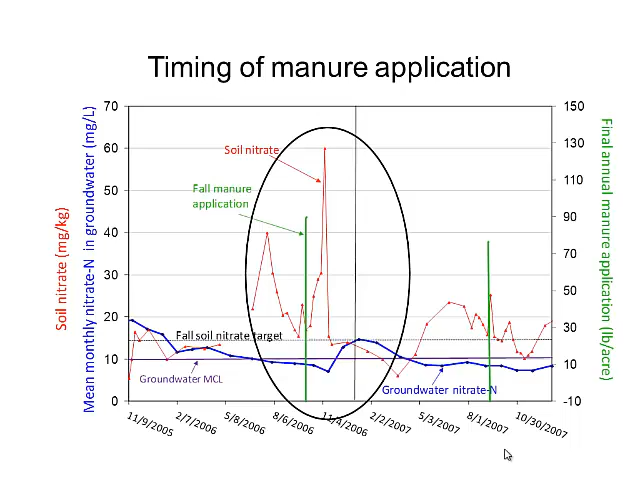 Timing of manure application
Soil nitrate (mg/kg)
Mean monthly nitrate-N in groundwater (mg/L)
70
60
50
40
30
20
10
0
150
130
110
90
70
50
30
10
-10
Final annual manure application (lb/acre)
Soil nitrate
Fall manure
application
Fall soil nitrate target
Groundwater MCL
Groundwater nitrate-N
11/9/2005
2/7/2006
5/8/2006
8/6/2006
11/4/2006
2/2/2007
5/3/2007
8/1/2007
10/30/2007